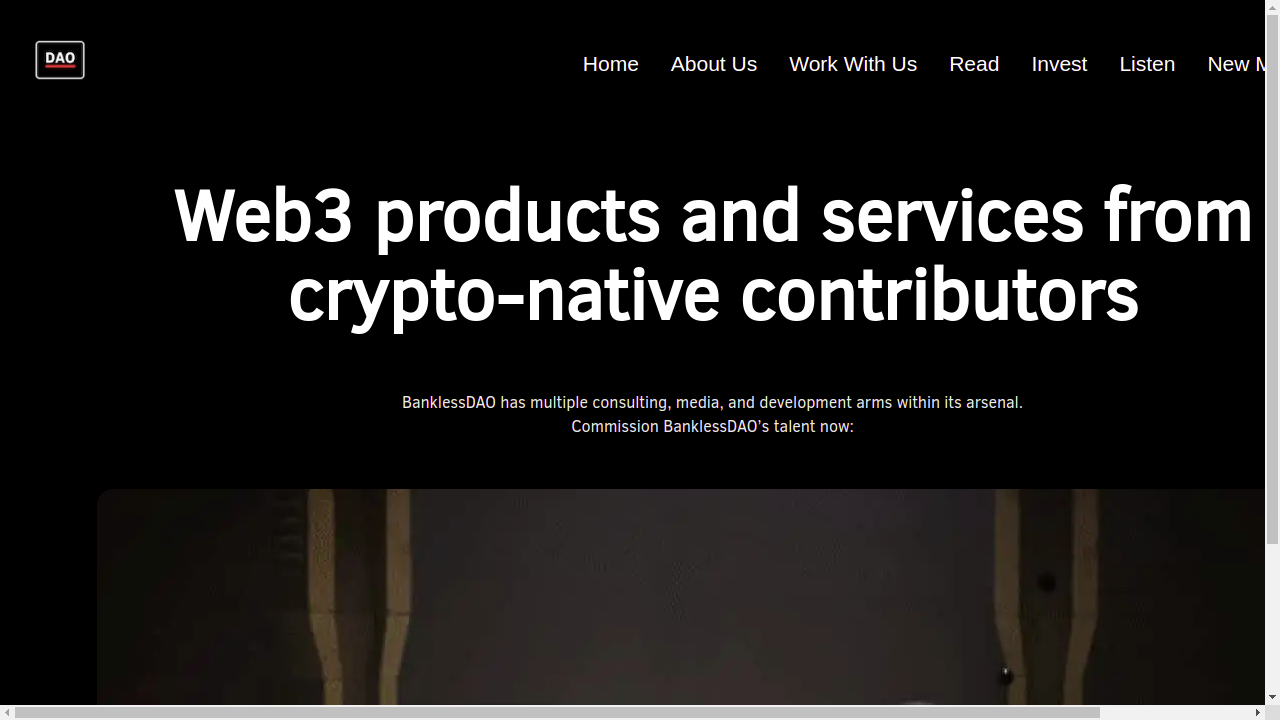 DAO
Home About Us Work With Us Read Invest Listen New M
Web3 products and services from
crypto-native contributors
BanklessDAO has multiple consulting, media, and development arms within its arsenal.
Commission BanklessDAO's talent now: